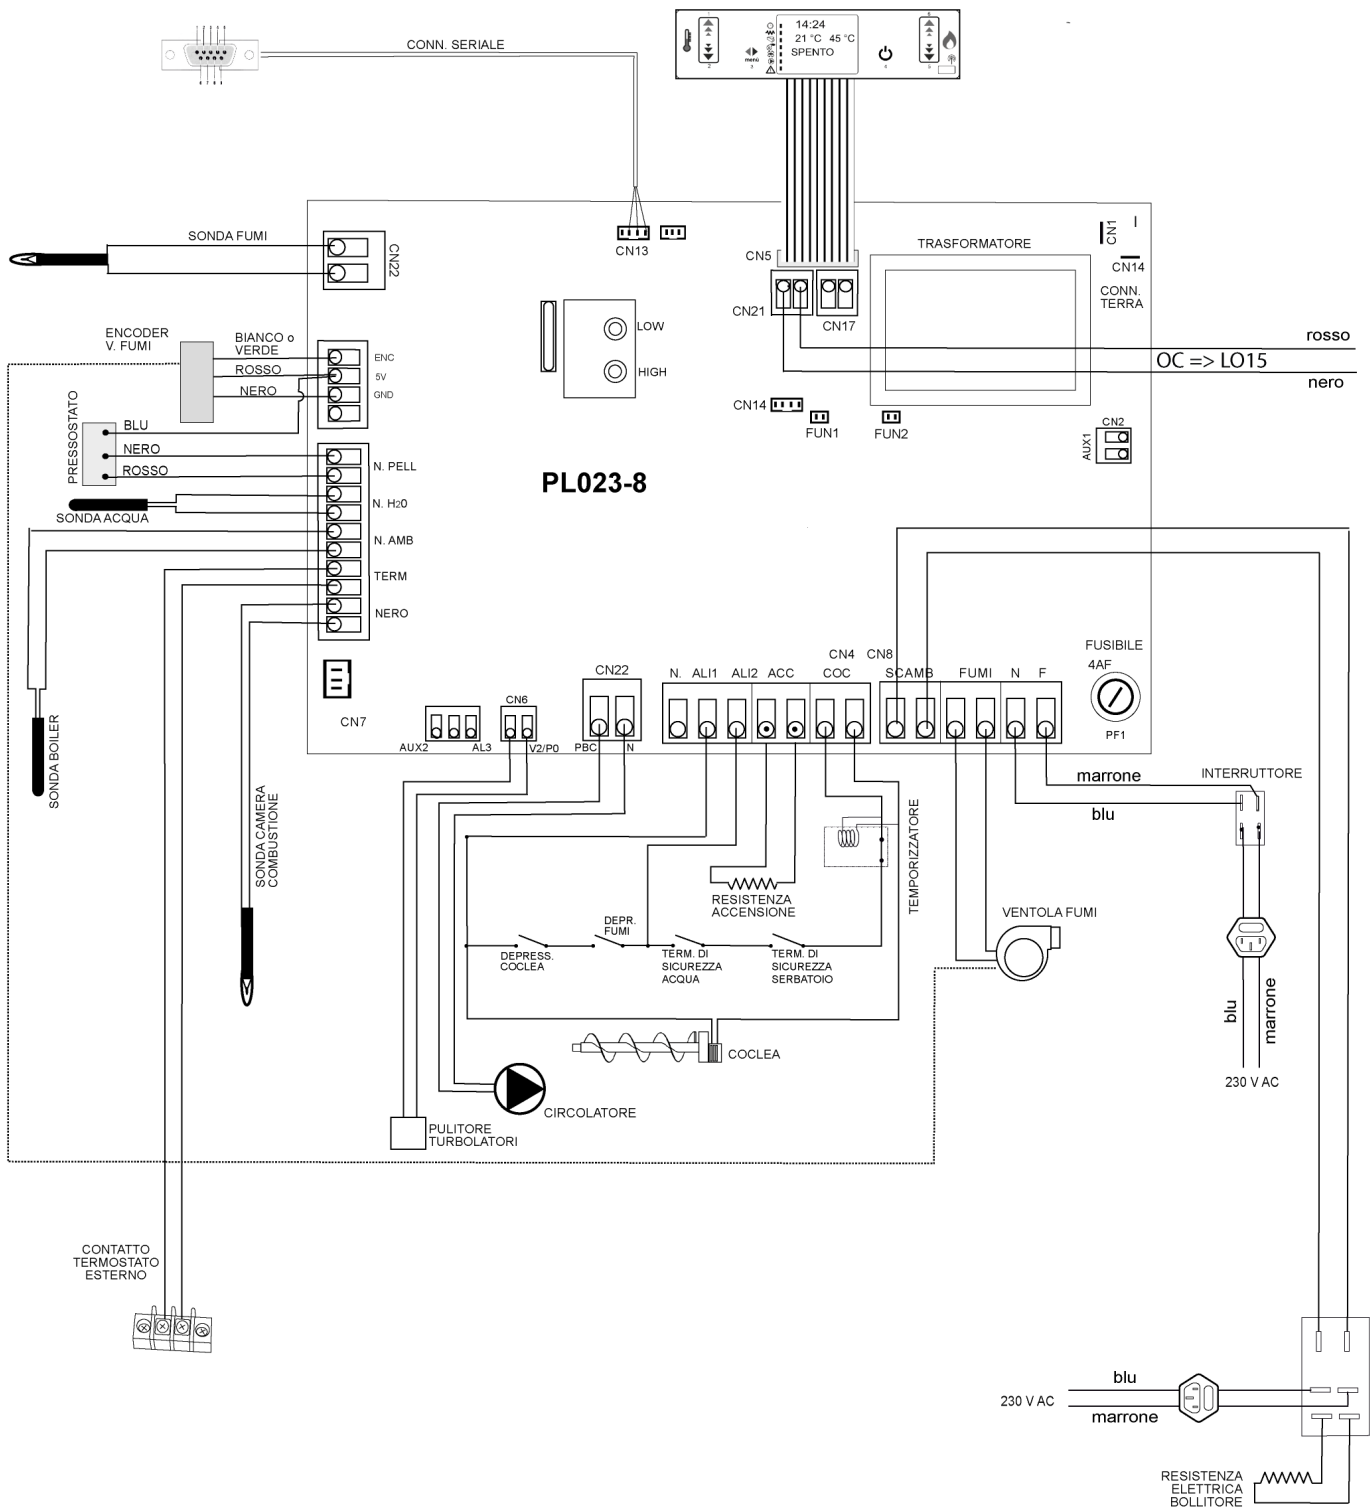 CONN. SERIALE
14:24
21 °C 45 °C
SPENTO
menù
SONDA FUMI
CN22
CN13
CN5
TRASFORMATORE
CN1
CN14
CONN.
TERRA
CN21
CN17
LOW
HIGH
rosso
OC => LO15
nero
ENCODER
V. FUMI
BIANCO o
VERDE
ROSSO
NERO
ENC
5V
GND
PRESSOSTATO
BLU
NERO
ROSSO
CN14
FUN1
FUN2
CN2
AUX1
N. PELL
N. H2O
N. AMB
TERM
NERO
SONDA ACQUA
PL023-8
SONDA BOILER
CN7
AUX2
AL3
CN6
V2/P0
CN22
PBC
N
N.
ALI1
ALI2
ACC
CN4
COC
CN8
SCAMB
FUMI
N
F
FUSIBILE
4AF
PF1
SONDA CAMERA
COMBUSTIONE
marrone
blu
INTERRUTTORE
TEMPORIZZATORE
RESISTENZA
ACCENSIONE
DEPR.
FUMI
DEPRESS.
COCLEA
TERM. DI
SICUREZZA
ACQUA
TERM. DI
SICUREZZA
SERBATOIO
VENTOLA FUMI
blu
marrone
230 V AC
COCLEA
CIRCOLATORE
PULITORE
TURBOLATORI
CONTATTO
TERMOSTATO
ESTERNO
blu
230 V AC
marrone
RESISTENZA
ELETTRICA
BOLLITORE